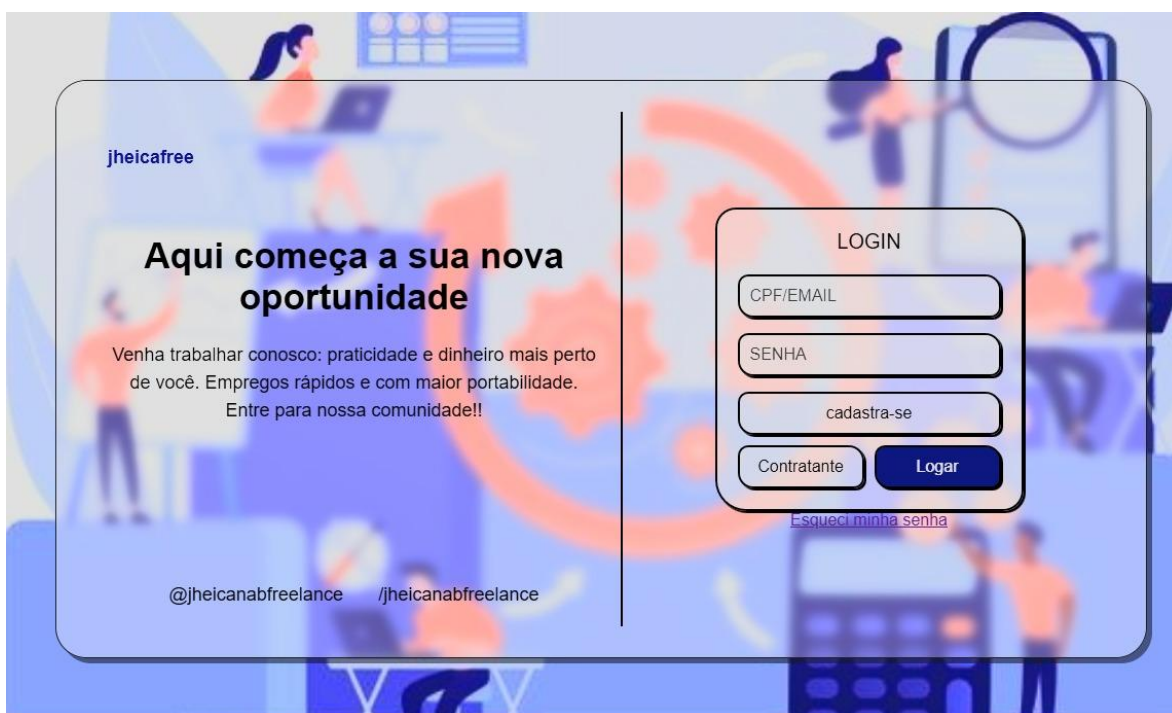 jheicafree
Aqui começa a sua nova
oportunidade
Venha trabalhar conosco: praticidade e dinheiro mais perto
de você. Empregos rápidos e com maior portabilidade.
Entre para nossa comunidade!!
@jheicanabfreelance /jheicanabfreelance
LOGIN
CPF/EMAIL
SENHA
cadastra-se
Contratante Logar
Esqueci minha senha